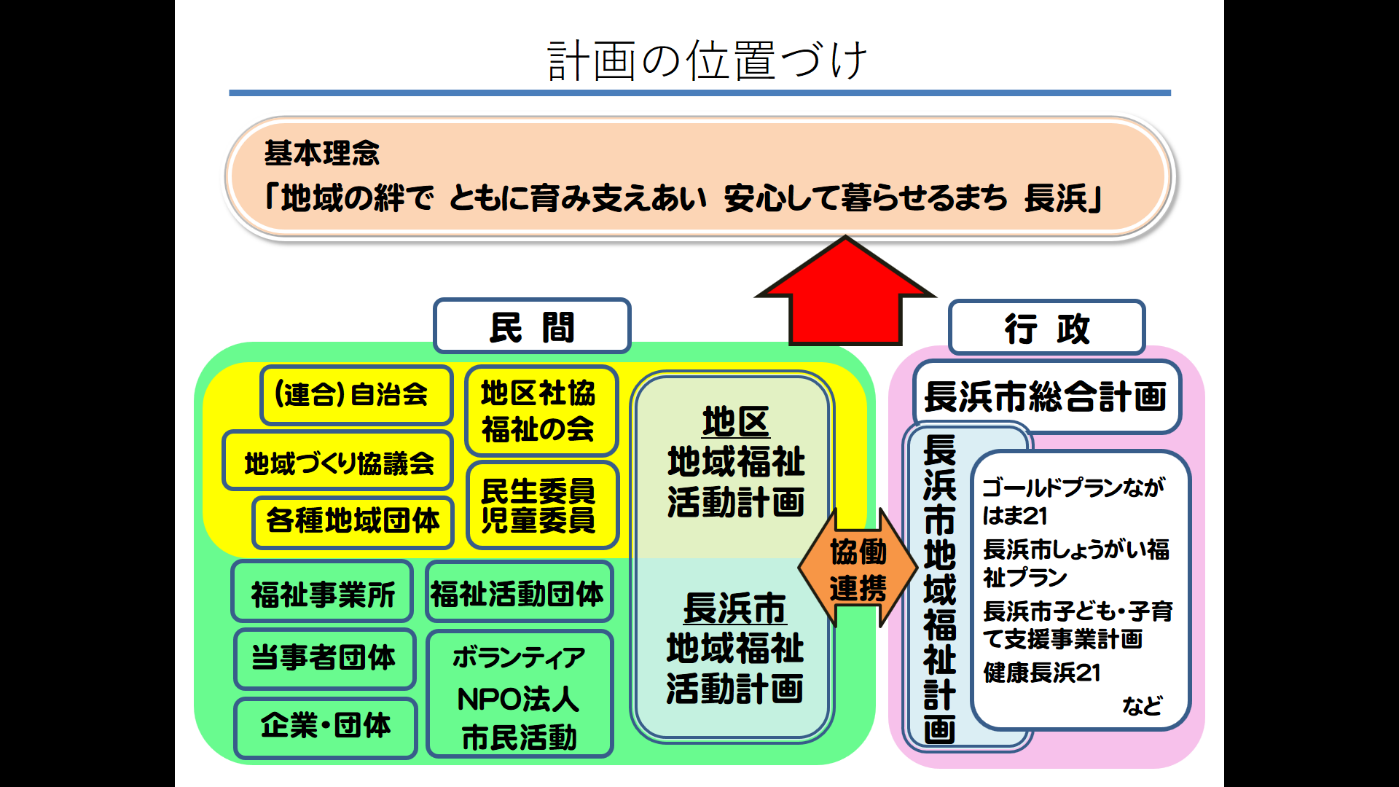 計画の位置づけ
基本理念
「地域の絆で ともに育み支えあい 安心して暮らせるまち 長浜」
民 間
(連合)自治会
地区社協
福祉の会
地域づくり協議会
民生委員
児童委員
各種地域団体
福祉事業所
福祉活動団体
当事者団体
ボランティア
NPO法人
市民活動
企業・団体
地区
地域福祉
活動計画
長浜市
地域福祉
活動計画
協働
連携
行 政
長浜市総合計画
長浜市地域福祉計画
ゴールドプランなが
はま21
長浜市しょうがい福
祉プラン
長浜市子ども・子育
て支援事業計画
健康長浜21
など